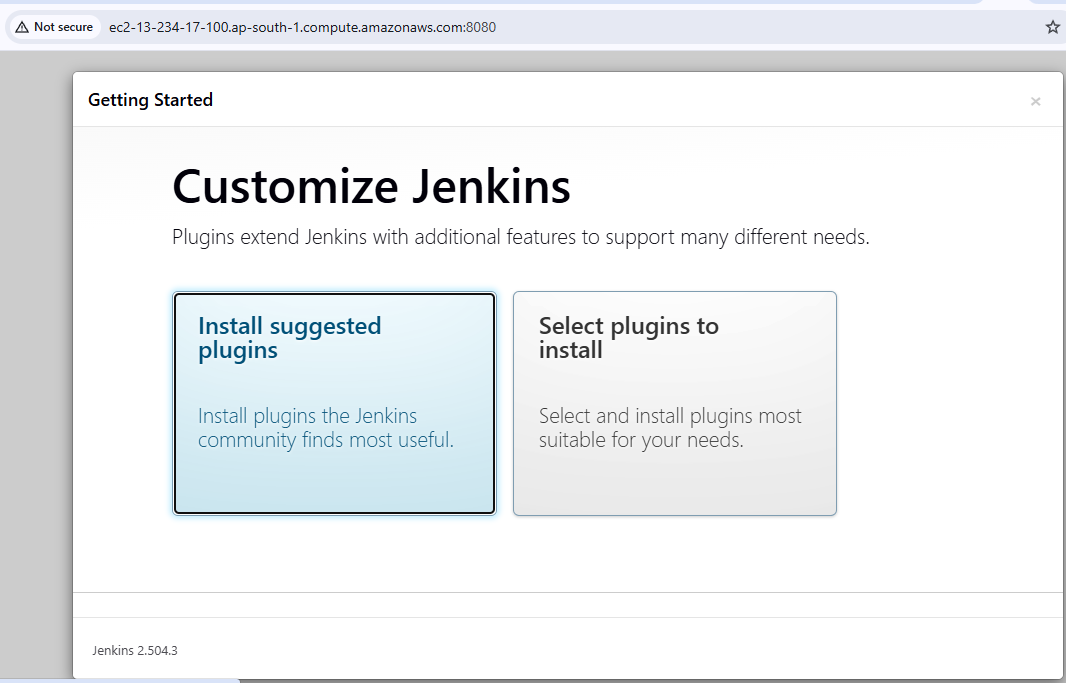 Not secure ec2-13-234-17-100.ap-south-1.compute.amazonaws.com:8080
Getting Started ×
Customize Jenkins
Plugins extend Jenkins with additional features to support many different needs.
Install suggested
plugins
Install plugins the Jenkins
community finds most useful.
Select plugins to
install
Select and install plugins most
suitable for your needs.
Jenkins 2.504.3